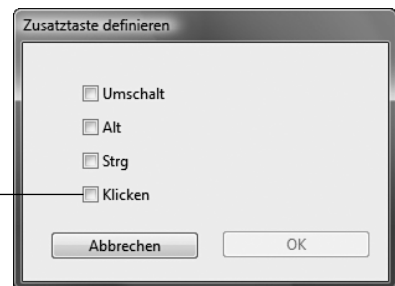 Zusatztaste definieren
Umschalt
Alt
Strg
Klicken
Abbrechen OK